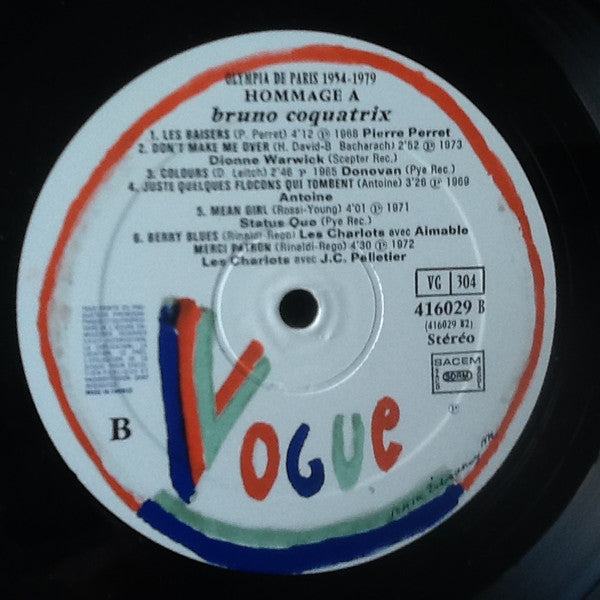 OLYMPIA DE PARIS 1954-1979
HOMMAGE A
bruno coquatrix
1. LES BAISERS (P. Perret) 4'12 Ⓟ 1968 Pierre Perret
2. DON'T MAKE ME OVER (H. David-B Bacharach) 2'52 Ⓟ 1973
Dionne Warwick (Scepter Rec.)
3. COLOURS (D. Leitch) 2'46 Ⓟ 1965 Donovan (Pye Rec.)
4. JUSTE QUELQUES FLOCONS QUI TOMBENT (Antoine) 3'26 Ⓟ 1969
Antoine
5. MEAN GIRL (Rossi-Young) 4'01 Ⓟ 1971
Status Quo (Pye Rec.)
6. BERRY BLUES (Rinaldi-Rego) Les Charlots avec Aimable
MERCI PATRON (Rinaldi-Rego) 4'30 Ⓟ 1972
Les Charlots avec J.C. Pelletier
VG 304
416029 B
(416029 B2)
Stéréo
SACEM
SDRM
B
VOGUE
Ⓟ